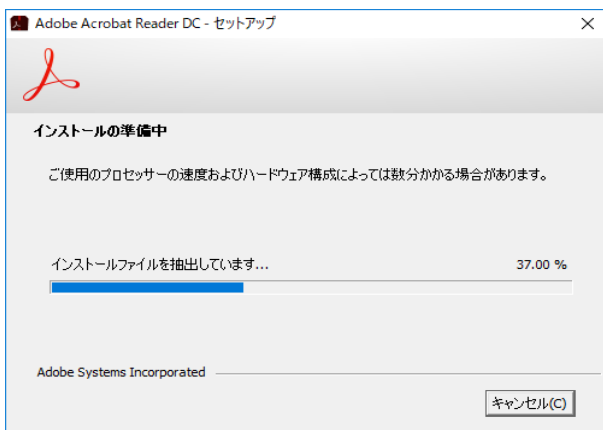 Adobe Acrobat Reader DC - セットアップ
インストールの準備中
ご使用のプロセッサーの速度およびハードウェア構成によっては数分かかる場合があります。
インストールファイルを抽出しています... 37.00 %
Adobe Systems Incorporated
キャンセル(C)